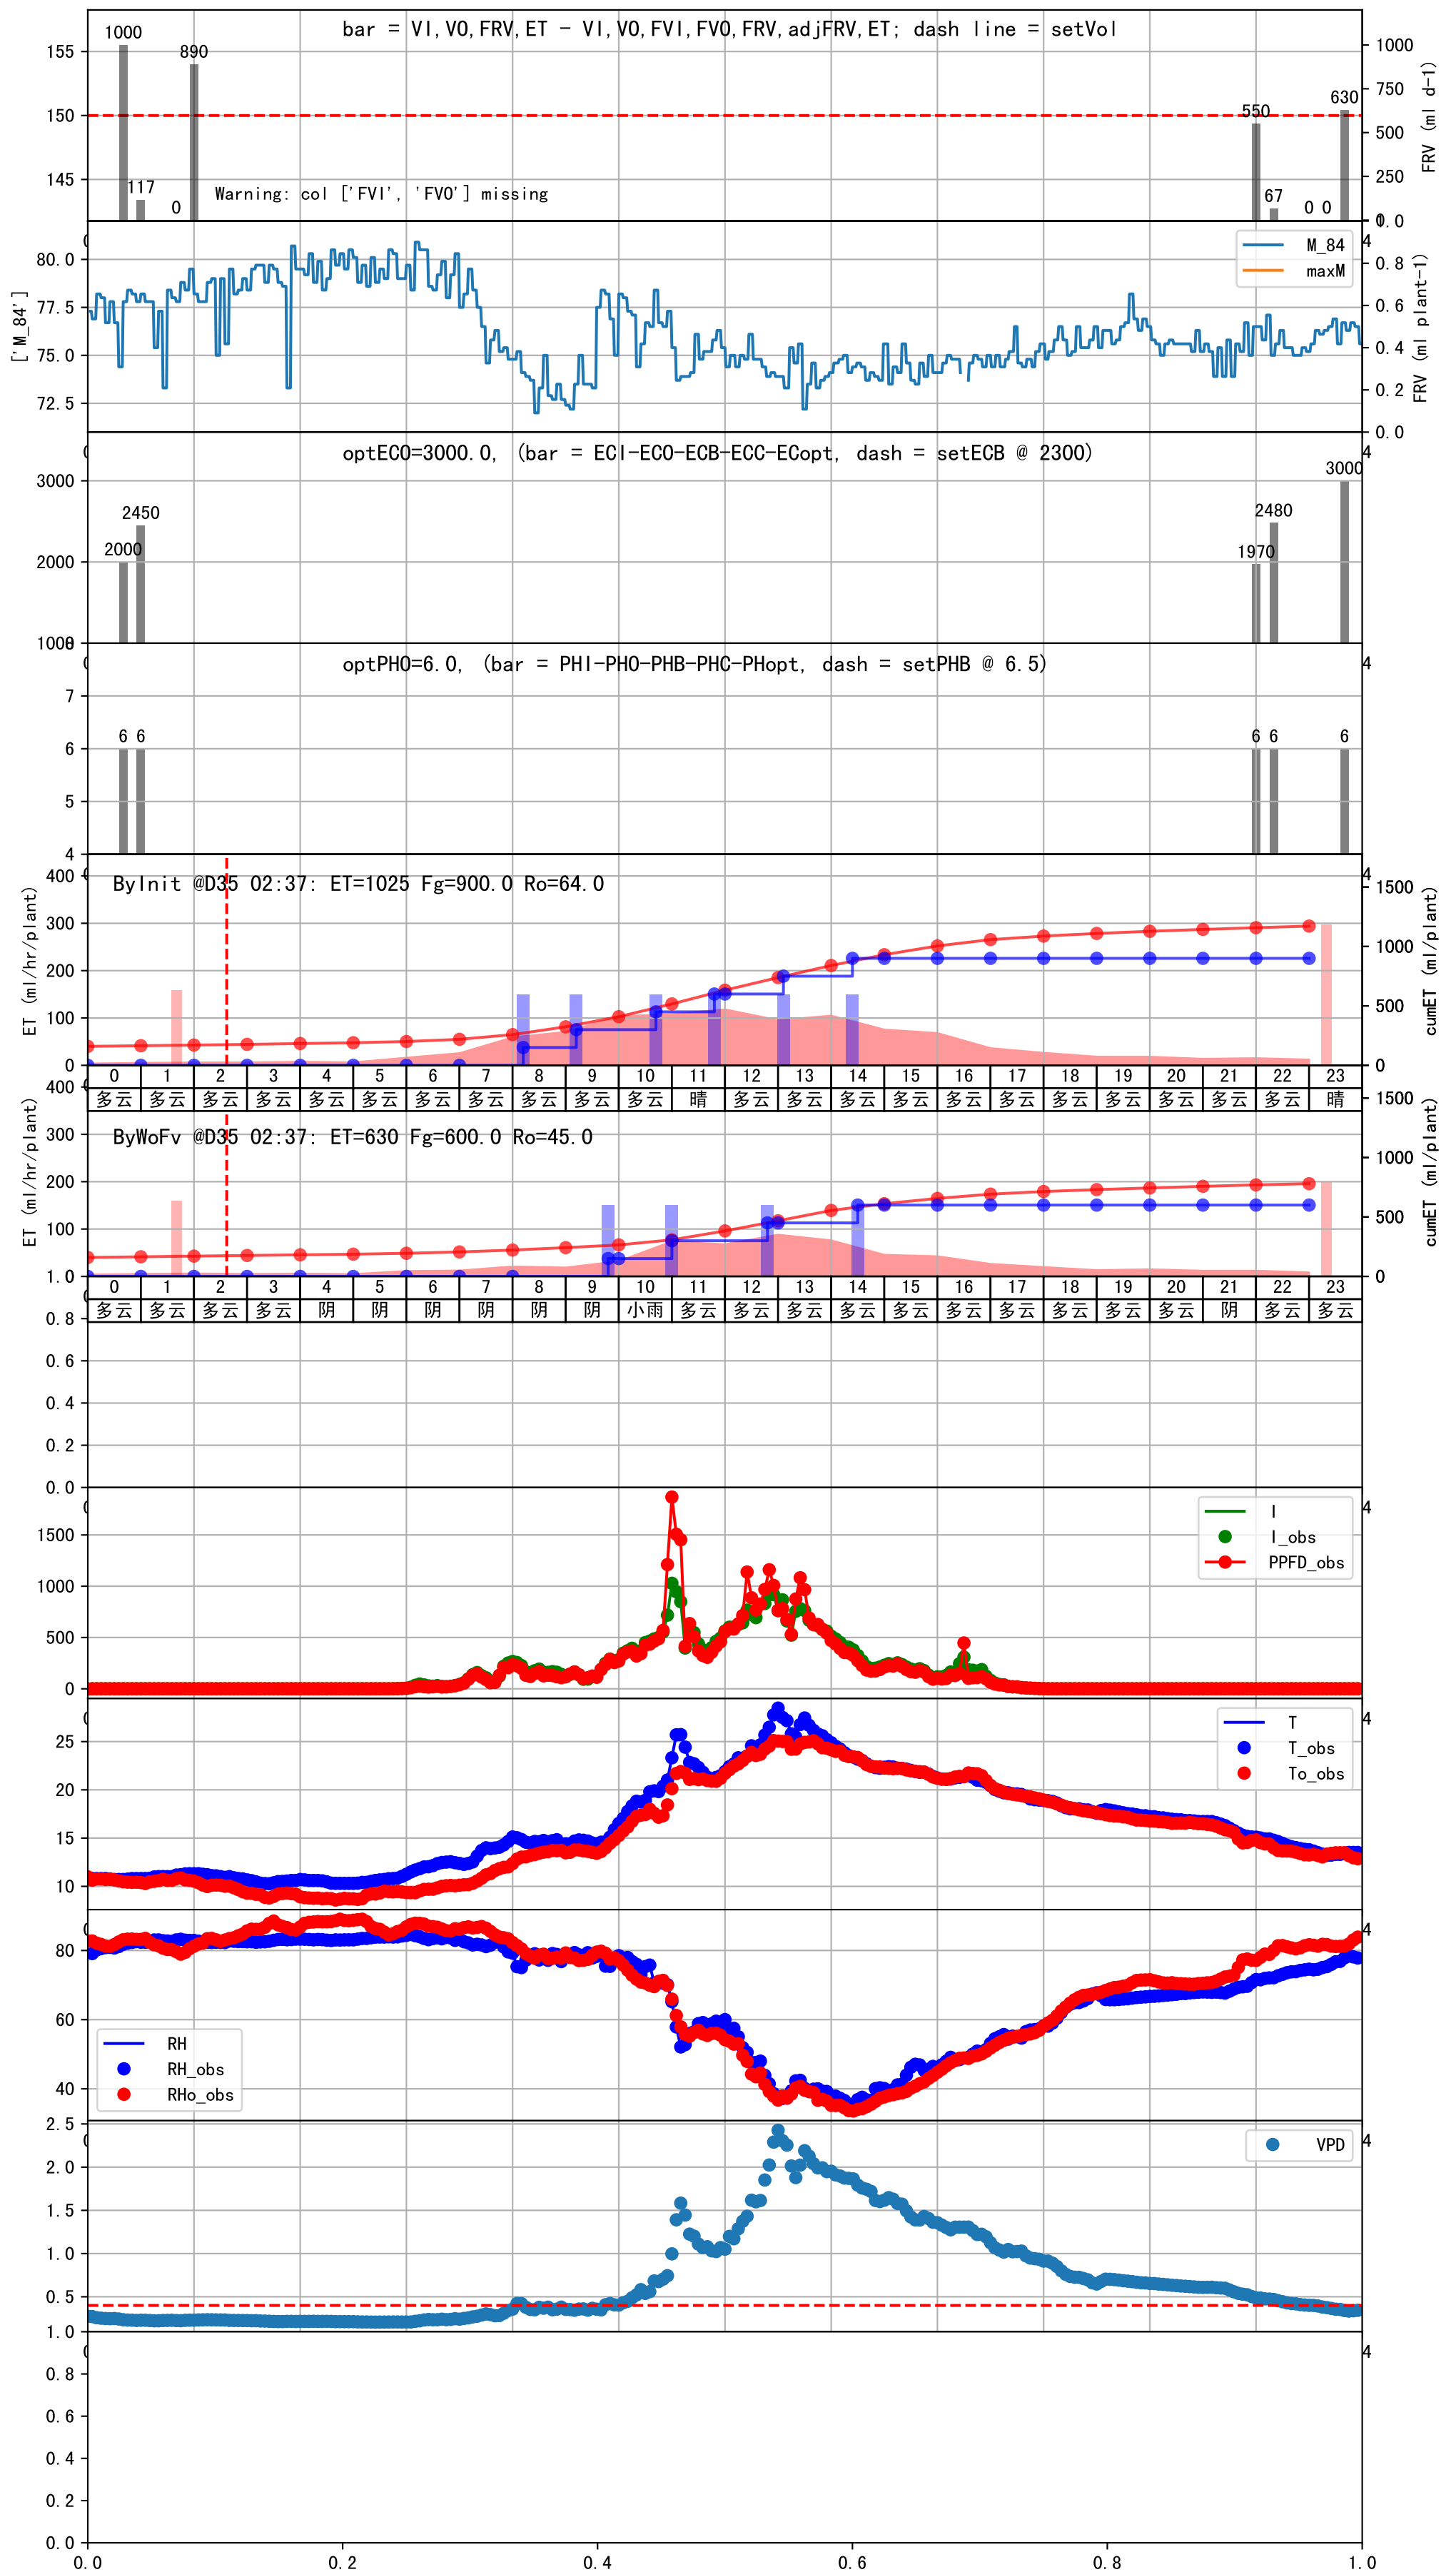 bar = VI,VO,FRV,ET - VI,VO,FVI,FVO,FRV,adjFRV,ET; dash line = setVol
1000
117
0
890
550
67
0 0
630
Warning: col ['FVI', 'FVO'] missing
155
150
145
1000
750
500
250
0
FRV (ml d-1)
['M_84']
80.0
77.5
75.0
72.5
M_84
maxM
1.0
0.8
0.6
0.4
0.2
0.0
FRV (ml plant-1)
optECO=3000.0, (bar = ECI-ECO-ECB-ECC-ECopt, dash = setECB @ 2300)
3000
2000
1000
2000
2450
1970
2480
3000
optPHO=6.0, (bar = PHI-PHO-PHB-PHC-PHopt, dash = setPHB @ 6.5)
7
6
5
4
6 6
6 6
6
ByInit @D35 02:37: ET=1025 Fg=900.0 Ro=64.0
ET (ml/hr/plant)
400
300
200
100
0
1500
1000
500
0
cumET (ml/plant)
0 1 2 3 4 5 6 7 8 9 10 11 12 13 14 15 16 17 18 19 20 21 22 23
多云 多云 多云 多云 多云 多云 多云 多云 多云 多云 多云 晴 多云 多云 多云 多云 多云 多云 多云 多云 多云 多云 多云 晴
ByWoFv @D35 02:37: ET=630 Fg=600.0 Ro=45.0
ET (ml/hr/plant)
400
300
200
100
1500
1000
500
0
cumET (ml/plant)
0 1 2 3 4 5 6 7 8 9 10 11 12 13 14 15 16 17 18 19 20 21 22 23
多云 多云 多云 多云 阴 阴 阴 阴 阴 阴 小雨 多云 多云 多云 多云 多云 多云 多云 多云 多云 多云 阴 多云 多云
1.0
0.8
0.6
0.4
0.2
0.0
1500
1000
500
0
I
I_obs
PPFD_obs
25
20
15
10
T
T_obs
To_obs
80
60
40
RH
RH_obs
RHo_obs
2.5
2.0
1.5
1.0
0.5
VPD
1.0
0.8
0.6
0.4
0.2
0.0
0.0 0.2 0.4 0.6 0.8 1.0